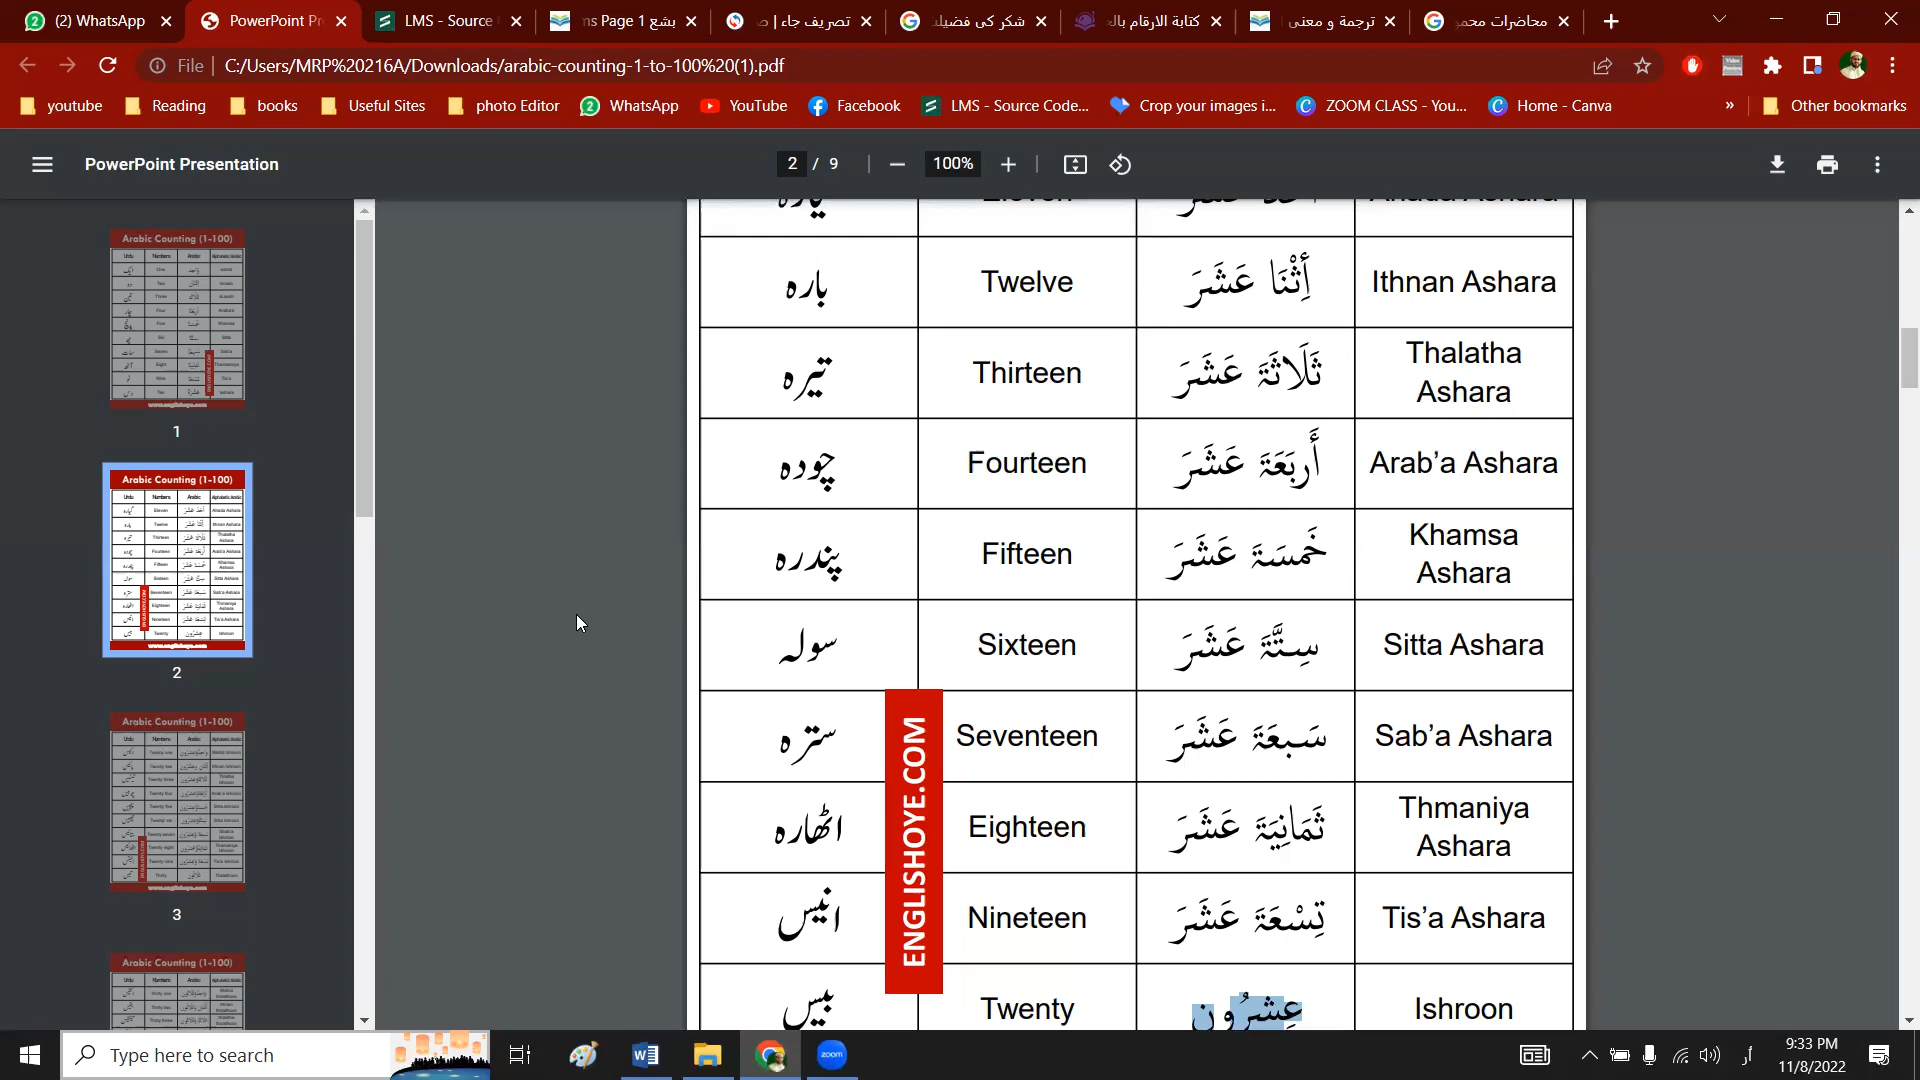 (2) WhatsApp
PowerPoint Pr
LMS - Source
بشع ns Page 1
تصريف جاء | ص
شکر کی فضیلت
كتابة الارقام بالح
ترجمة و معنى
محاضرات محمو
File
C:/Users/MRP%20216A/Downloads/arabic-counting-1-to-100%20(1).pdf
youtube
Reading
books
Useful Sites
photo Editor
WhatsApp
YouTube
Facebook
LMS - Source Code...
Crop your images i...
ZOOM CLASS - You...
Home - Canva
»
Other bookmarks
PowerPoint Presentation
2 / 9
100%
Arabic Counting (1-100)
1
Arabic Counting (1-100)
2
Arabic Counting (1-100)
3
Arabic Counting (1-100)
بارہ Twelve أِثْنَا عَشَرَ Ithnan Ashara
تیرہ Thirteen ثَلَاثَةَ عَشَرَ Thalatha Ashara
چودہ Fourteen أَربَعَةَ عَشَرَ Arab’a Ashara
پندرہ Fifteen خَمسَةَ عَشَرَ Khamsa Ashara
سولہ Sixteen سِتَّةَ عَشَرَ Sitta Ashara
سترہ Seventeen سَبعَةَ عَشَرَ Sab’a Ashara
اٹھارہ Eighteen ثَمَانِيَةَ عَشَرَ Thmaniya Ashara
انیس Nineteen تِسْعَةَ عَشَرَ Tis’a Ashara
بیس Twenty عِشرُون Ishroon
ENGLISHOYE.COM
Type here to search
9:33 PM
11/8/2022